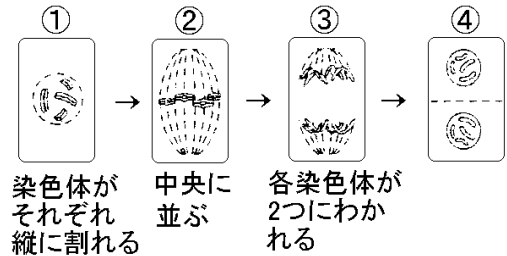 ① ② ③ ④
染色体が
それぞれ
縦に割れる
中央に
並ぶ
各染色体が
2つにわか
れる